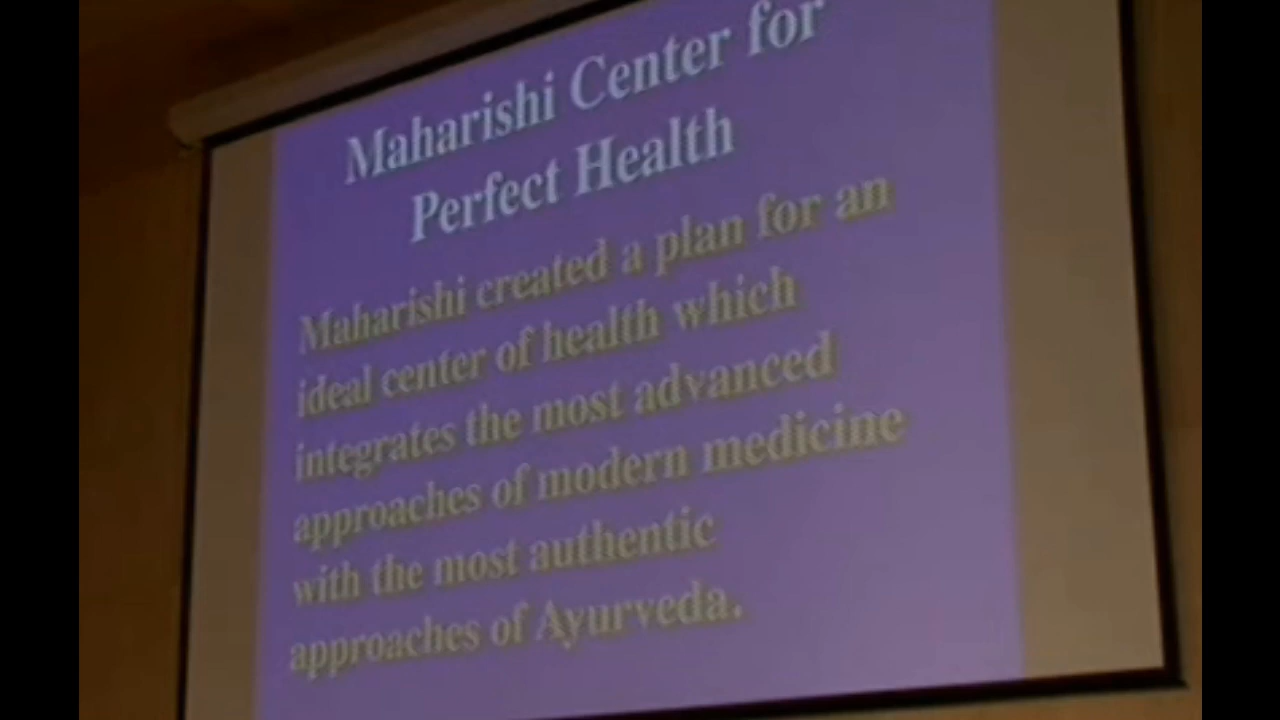 Maharishi Center for
Perfect Health
Maharishi created a plan for an
ideal center of health which
integrates the most advanced
approaches of modern medicine
with the most authentic
approaches of Ayurveda.